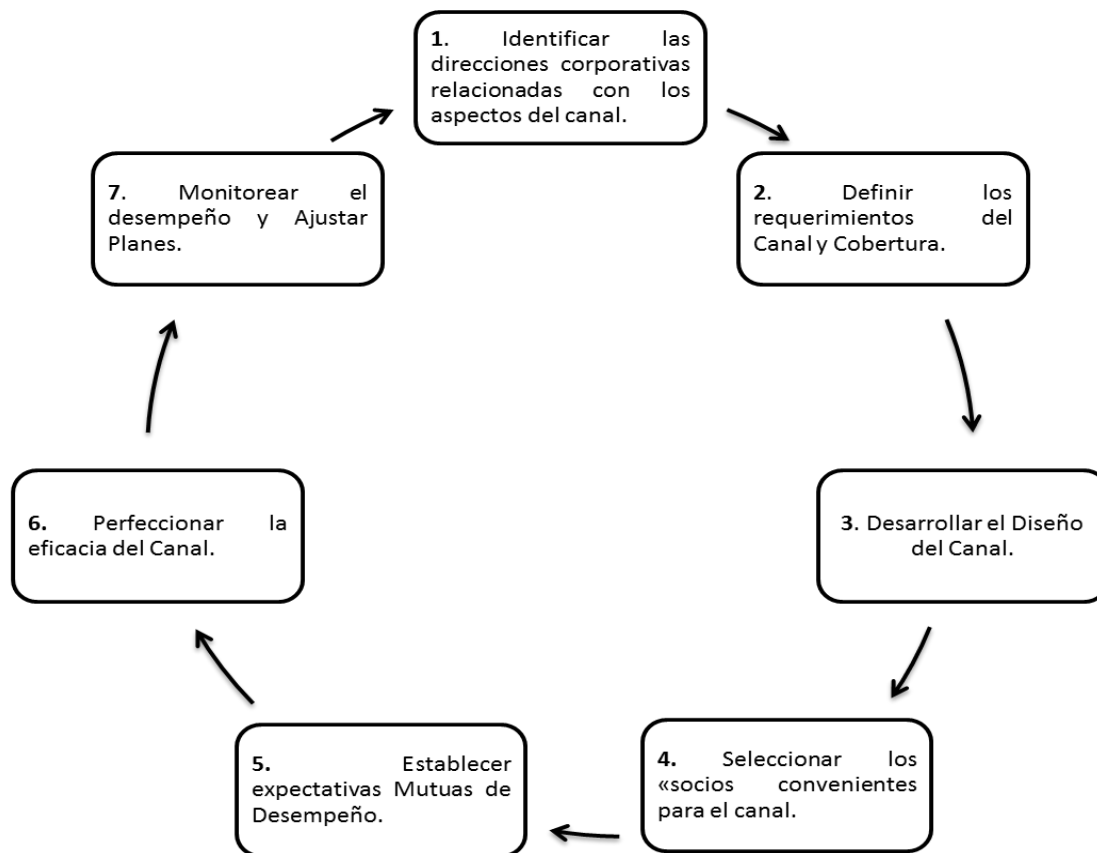 1. Identificar las
direcciones corporativas
relacionadas con los
aspectos del canal.
2. Definir los
requerimientos del
Canal y Cobertura.
3. Desarrollar el Diseño
del Canal.
4. Seleccionar los
«socios convenientes
para el canal.
5. Establecer
expectativas Mutuas de
Desempeño.
6. Perfeccionar la
eficacia del Canal.
7. Monitorear el
desempeño y Ajustar
Planes.